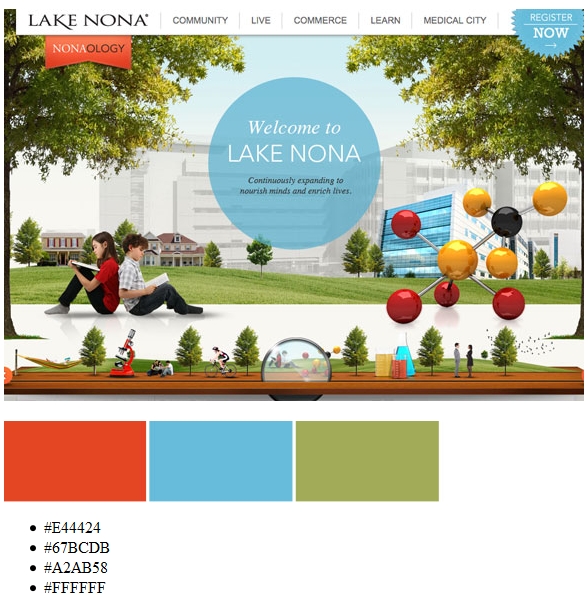 LAKE NONA®
COMMUNITY
LIVE
COMMERCE
LEARN
MEDICAL CITY
REGISTER
NOW
NONAOLOGY
Welcome to
LAKE NONA
Continuously expanding to
nourish minds and enrich lives.
#E44424
#67BCDB
#A2AB58
#FFFFFF